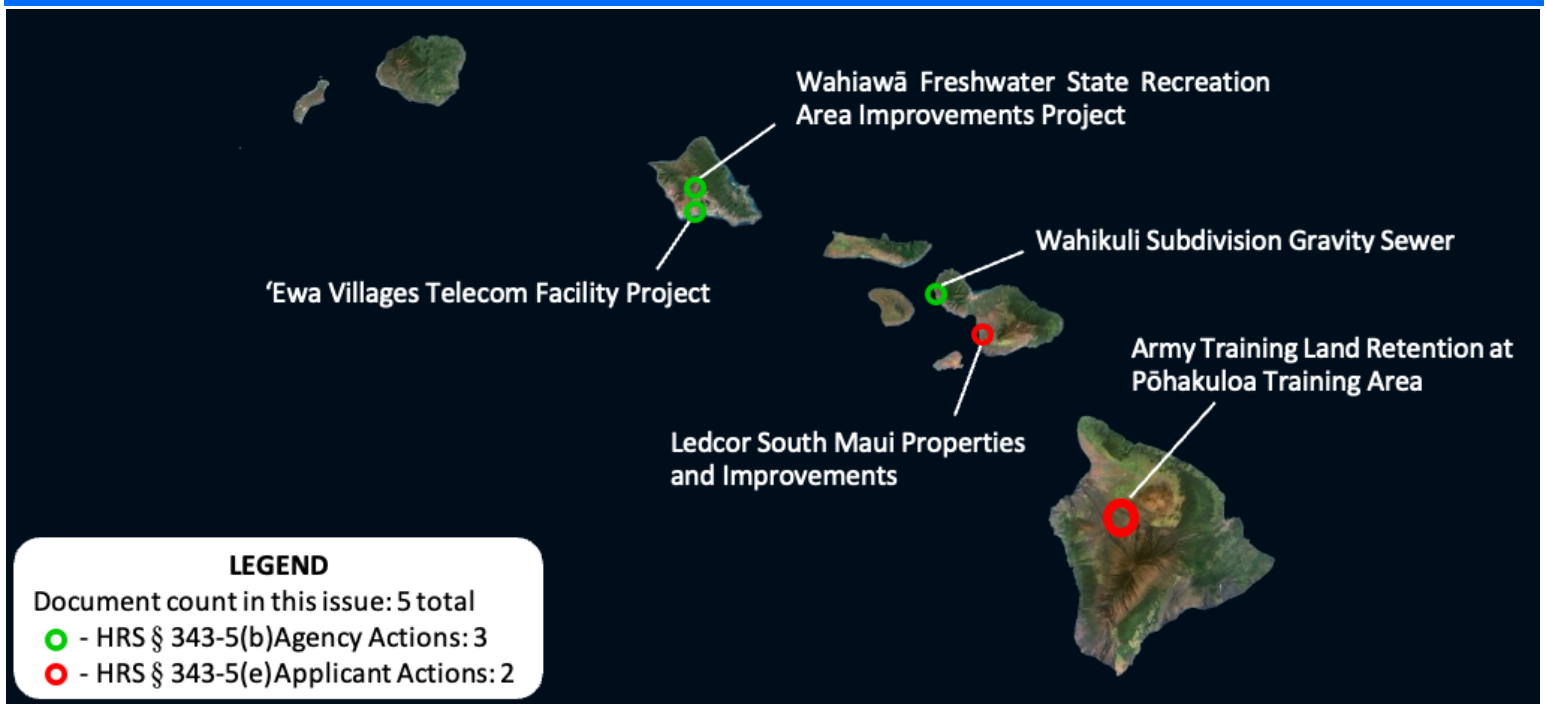 Wahiawā Freshwater State Recreation
Area Improvements Project
Wahikuli Subdivision Gravity Sewer
‘Ewa Villages Telecom Facility Project
Army Training Land Retention at
Pōhakuloa Training Area
Ledcor South Maui Properties
and Improvements
LEGEND
Document count in this issue: 5 total
- HRS § 343-5(b)Agency Actions: 3
- HRS § 343-5(e)Applicant Actions: 2